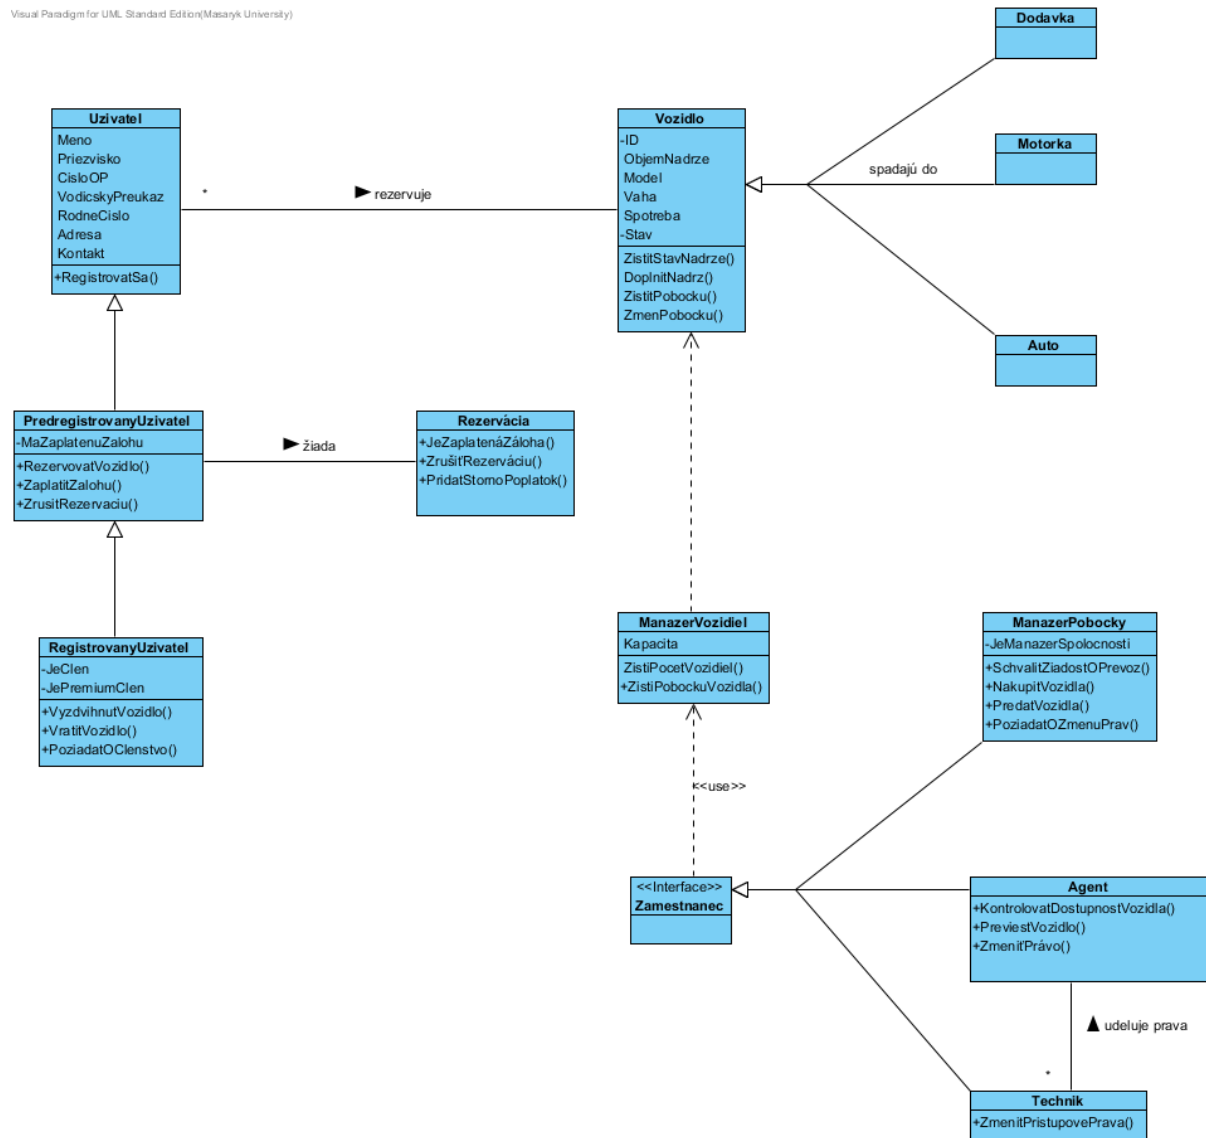 Visual Paradigm for UML Standard Edition(Masaryk University)
Dodavka
Uzivatel
Meno
Priezvisko
CisloOP
VodicskyPreukaz
RodneCislo
Adresa
Kontakt
+RegistrovatSa()
*
rezervuje
Vozidlo
-ID
ObjemNadrze
Model
Vaha
Spotreba
-Stav
ZistitStavNadrze()
DoplnitNadrz()
ZistitPobocku()
ZmenPobocku()
spadajú do
Motorka
Auto
PredregistrovanyUzivatel
-MaZaplatenuZalohu
+RezervovatVozidlo()
+ZaplatitZalohu()
+ZrusitRezervaciu()
žiada
Rezervácia
+JeZaplatenáZáloha()
+ZrušiťRezerváciu()
+PridatStornoPoplatok()
RegistrovanyUzivatel
-JeClen
-JePremiumClen
+VyzdvihnutVozidlo()
+VratitVozidlo()
+PoziadatOClenstvo()
ManazerVozidiel
Kapacita
ZistiPocetVozidiel()
+ZistiPobockuVozidla()
ManazerPobocky
-JeManazerSpolocnosti
+SchvalitZiadostOPrevoz()
+NakupitVozidla()
+PredatVozidla()
+PoziadatOZmenuPrav()
<<use>>
<<Interface>>
Zamestnanec
Agent
+KontrolovatDostupnostVozidla()
+PreviestVozidlo()
+ZmeniťPrávo()
udeluje prava
*
Technik
+ZmenitPristupovePrava()